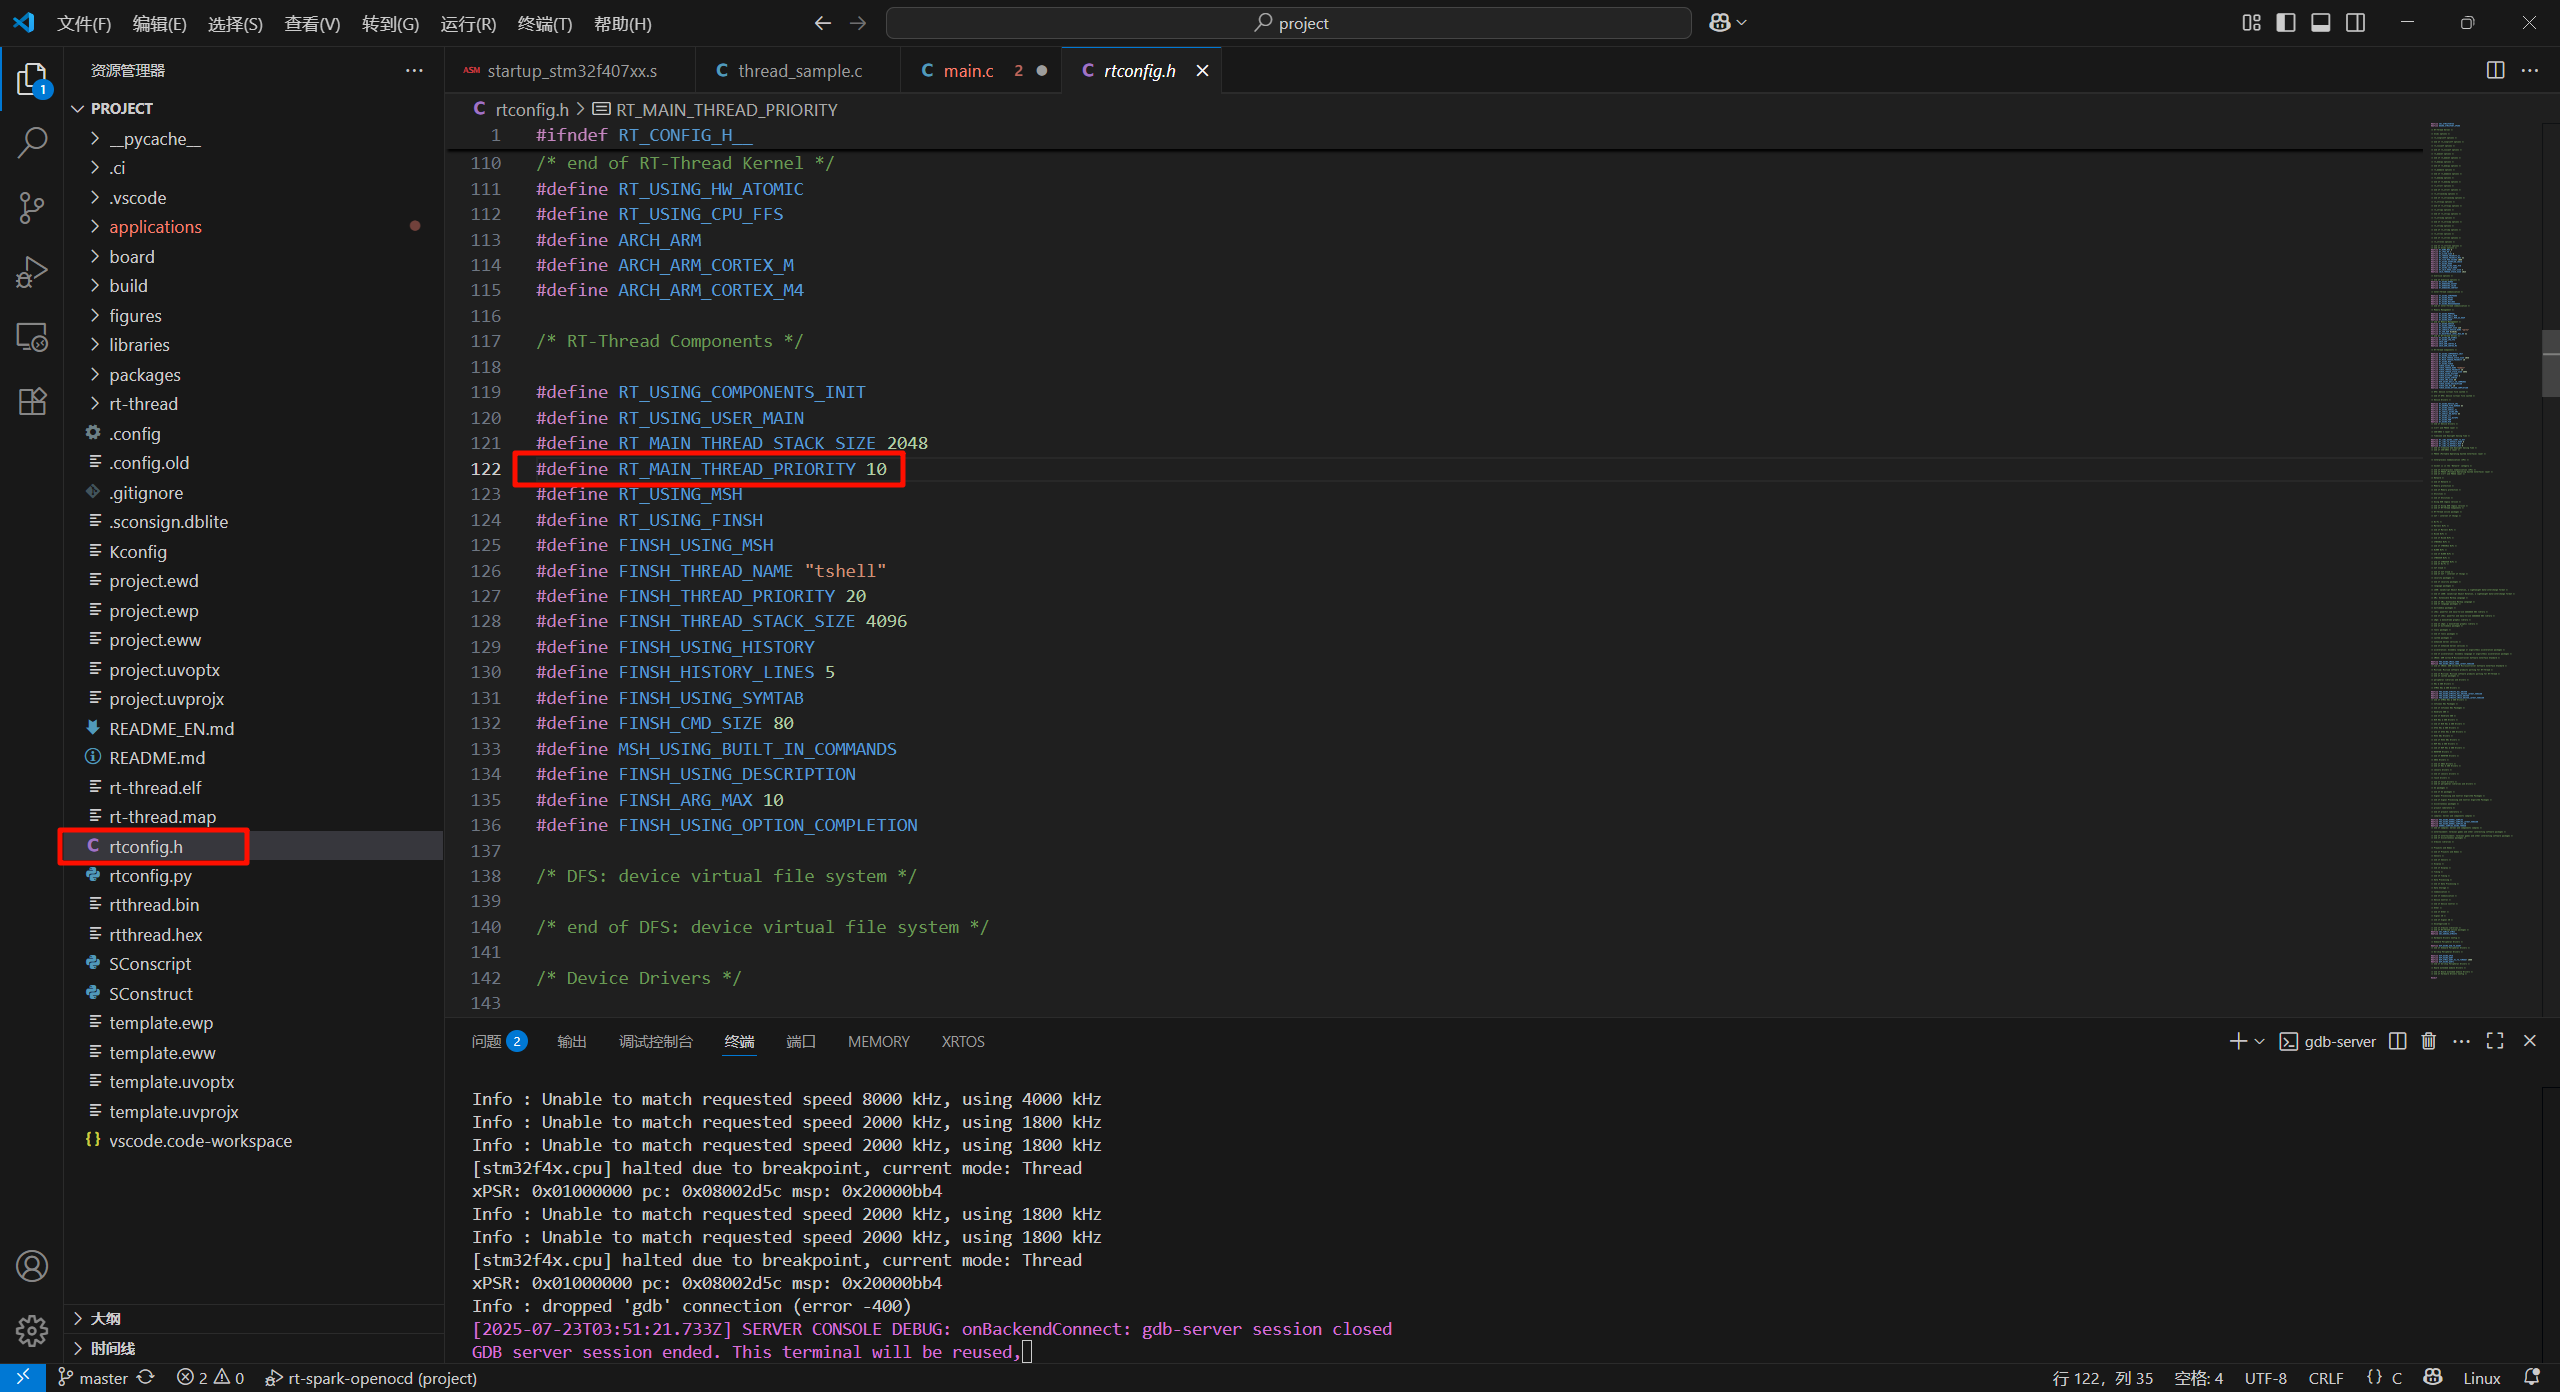 文件(F) 编辑(E) 选择(S) 查看(V) 转到(G) 运行(R) 终端(T) 帮助(H)
project
资源管理器
1
PROJECT
__pycache__
.ci
.vscode
applications
board
build
figures
libraries
packages
rt-thread
.config
.config.old
.gitignore
.sconsign.dblite
Kconfig
project.ewd
project.ewp
project.eww
project.uvoptx
project.uvprojx
README_EN.md
README.md
rt-thread.elf
rt-thread.map
C rtconfig.h
rtconfig.py
rtthread.bin
rtthread.hex
SConscript
SConstruct
template.ewp
template.eww
template.uvoptx
template.uvprojx
{} vscode.code-workspace
大纲
时间线
ASM startup_stm32f407xx.s
C thread_sample.c
C main.c 2
C rtconfig.h
C rtconfig.h > RT_MAIN_THREAD_PRIORITY
1 #ifndef RT_CONFIG_H__
110 /* end of RT-Thread Kernel */
111 #define RT_USING_HW_ATOMIC
112 #define RT_USING_CPU_FFS
113 #define ARCH_ARM
114 #define ARCH_ARM_CORTEX_M
115 #define ARCH_ARM_CORTEX_M4
116
117 /* RT-Thread Components */
118
119 #define RT_USING_COMPONENTS_INIT
120 #define RT_USING_USER_MAIN
121 #define RT_MAIN_THREAD_STACK_SIZE 2048
122 #define RT_MAIN_THREAD_PRIORITY 10
123 #define RT_USING_MSH
124 #define RT_USING_FINSH
125 #define FINSH_USING_MSH
126 #define FINSH_THREAD_NAME "tshell"
127 #define FINSH_THREAD_PRIORITY 20
128 #define FINSH_THREAD_STACK_SIZE 4096
129 #define FINSH_USING_HISTORY
130 #define FINSH_HISTORY_LINES 5
131 #define FINSH_USING_SYMTAB
132 #define FINSH_CMD_SIZE 80
133 #define MSH_USING_BUILT_IN_COMMANDS
134 #define FINSH_USING_DESCRIPTION
135 #define FINSH_ARG_MAX 10
136 #define FINSH_USING_OPTION_COMPLETION
137
138 /* DFS: device virtual file system */
139
140 /* end of DFS: device virtual file system */
141
142 /* Device Drivers */
143
问题 2 输出 调试控制台 终端 端口 MEMORY XRTOS
gdb-server
Info : Unable to match requested speed 8000 kHz, using 4000 kHz
Info : Unable to match requested speed 2000 kHz, using 1800 kHz
Info : Unable to match requested speed 2000 kHz, using 1800 kHz
[stm32f4x.cpu] halted due to breakpoint, current mode: Thread
xPSR: 0x01000000 pc: 0x08002d5c msp: 0x20000bb4
Info : Unable to match requested speed 2000 kHz, using 1800 kHz
Info : Unable to match requested speed 2000 kHz, using 1800 kHz
[stm32f4x.cpu] halted due to breakpoint, current mode: Thread
xPSR: 0x01000000 pc: 0x08002d5c msp: 0x20000bb4
Info : dropped 'gdb' connection (error -400)
[2025-07-23T03:51:21.733Z] SERVER CONSOLE DEBUG: onBackendConnect: gdb-server session closed
GDB server session ended. This terminal will be reused,
master 2 0 rt-spark-openocd (project)
行 122，列 35 空格: 4 UTF-8 CRLF {} C Linux